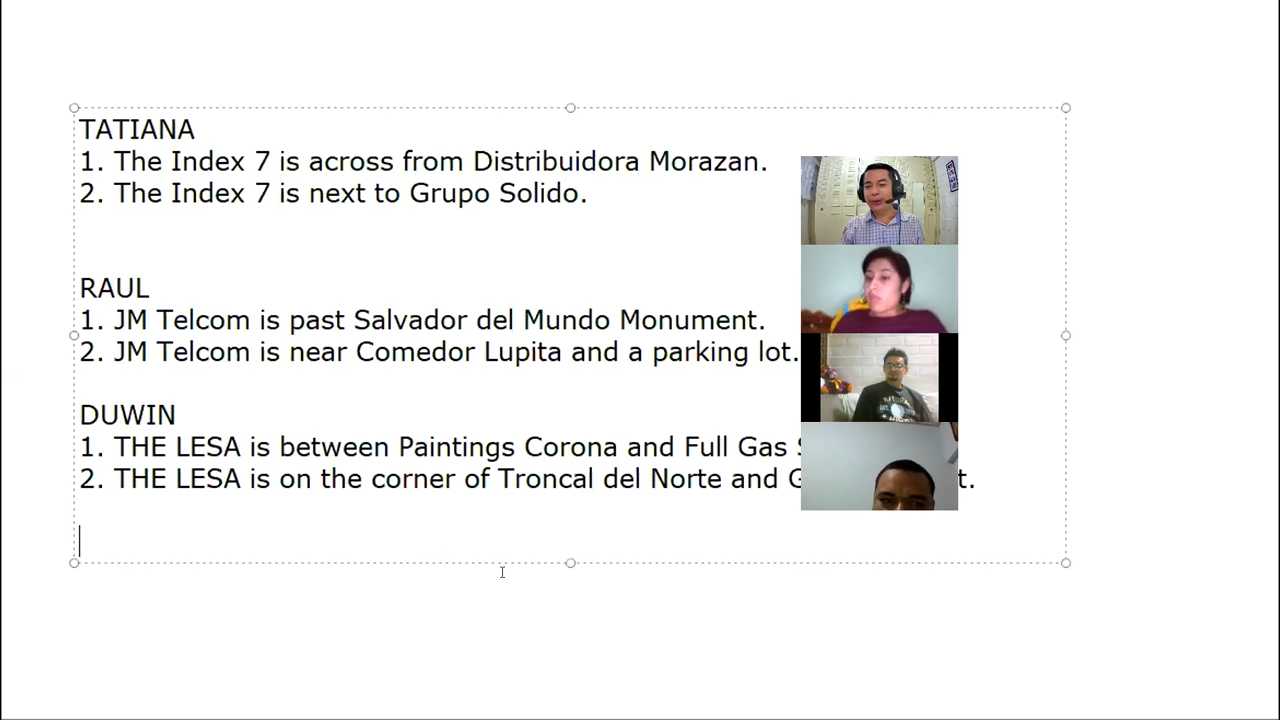 TATIANA
1. The Index 7 is across from Distribuidora Morazan.
2. The Index 7 is next to Grupo Solido.
RAUL
1. JM Telcom is past Salvador del Mundo Monument.
2. JM Telcom is near Comedor Lupita and a parking lot.
DUWIN
1. THE LESA is between Paintings Corona and Full Gas
2. THE LESA is on the corner of Troncal del Norte and